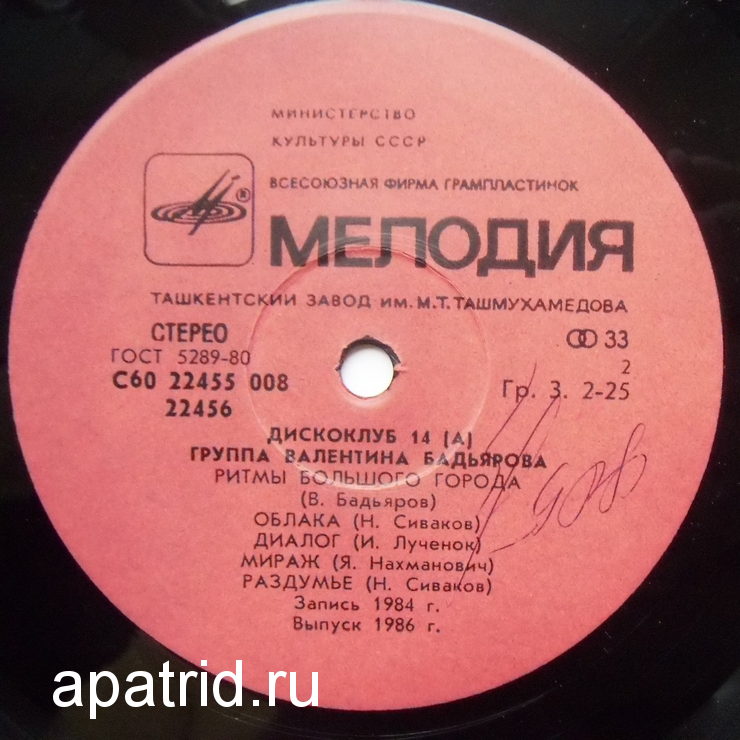 МИНИСТЕРСТВО
КУЛЬТУРЫ СССР
ВСЕСОЮЗНАЯ ФИРМА ГРАМПЛАСТИНОК
®
МЕЛОДИЯ
ТАШКЕНТСКИЙ ЗАВОД ИМ. М.Т. ТАШМУХАМЕДОВА
СТЕРЕО 33
ГОСТ 5289-80 2
С60 22455 008 Гр. 3. 2-25
22456
ДИСКОКЛУБ 14 (А)
ГРУППА ВАЛЕНТИНА БАДЬЯРОВА
РИТМЫ БОЛЬШОГО ГОРОДА
(В. Бадьяров)
ОБЛАКА (Н. Сиваков)
ДИАЛОГ (И. Лученок)
МИРАЖ (Я. Нахманович)
РАЗДУМЬЕ (Н. Сиваков)
Запись 1984 г.
Выпуск 1986 г.
apatrid.ru